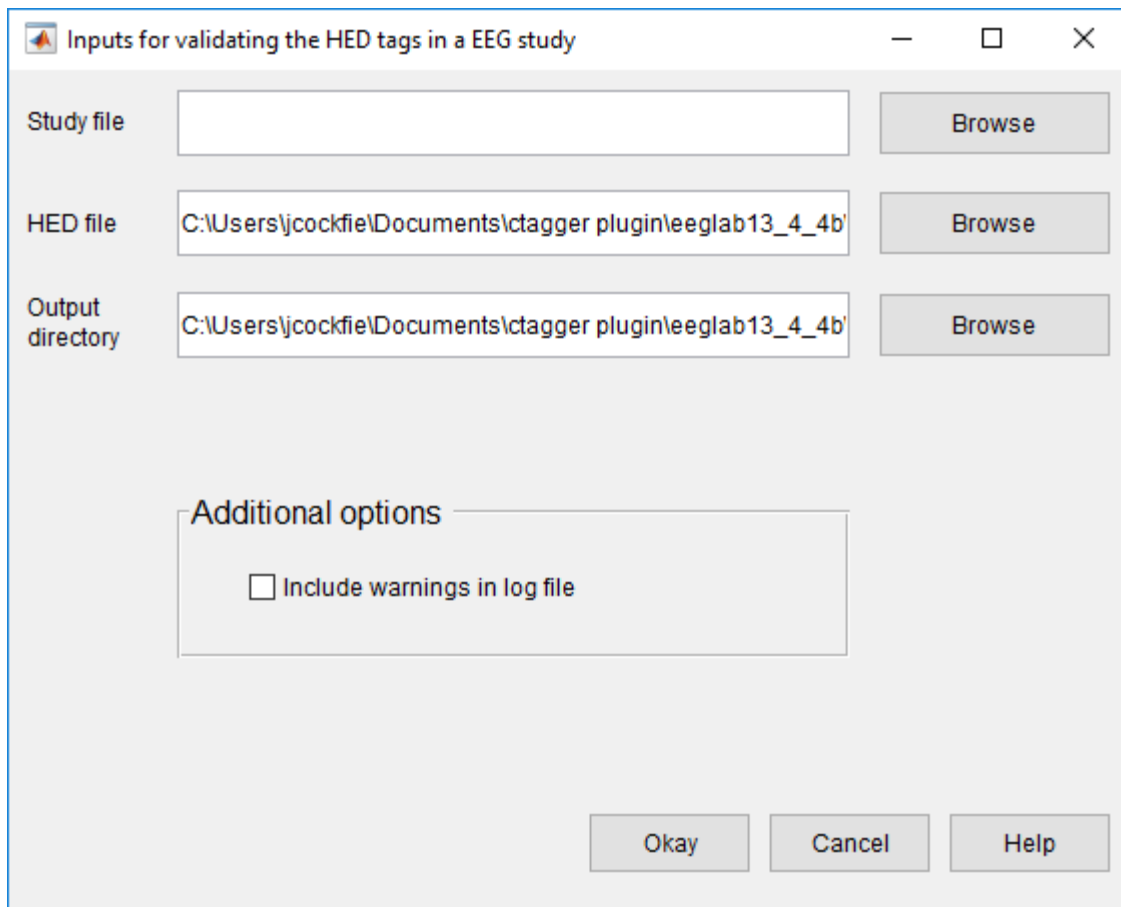 Inputs for validating the HED tags in a EEG study
Study file
Browse
HED file
C:\Users\jcockfie\Documents\ctagger plugin\eeglab13_4_4b\
Browse
Output
directory
C:\Users\jcockfie\Documents\ctagger plugin\eeglab13_4_4b\
Browse
Additional options
Include warnings in log file
Okay
Cancel
Help